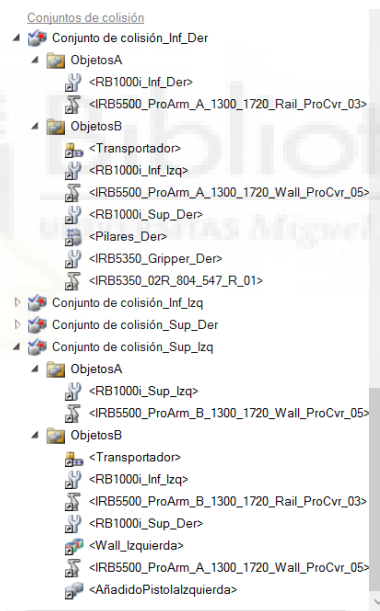 Conjuntos de colisión
Conjunto de colisión_Inf_Der
ObjetosA
<RB1000i_Inf_Der>
<IRB5500_ProArm_A_1300_1720_Rail_ProCvr_03>
ObjetosB
<Transportador>
<RB1000i_Inf_Izq>
<IRB5500_ProArm_A_1300_1720_Wall_ProCvr_05>
<RB1000i_Sup_Der>
<Pilares_Der>
<IRB5350_Gripper_Der>
<IRB5350_02R_804_547_R_01>
Conjunto de colisión_Inf_Izq
Conjunto de colisión_Sup_Der
Conjunto de colisión_Sup_Izq
ObjetosA
<RB1000i_Sup_Izq>
<IRB5500_ProArm_B_1300_1720_Wall_ProCvr_05>
ObjetosB
<Transportador>
<RB1000i_Inf_Izq>
<IRB5500_ProArm_B_1300_1720_Rail_ProCvr_03>
<RB1000i_Sup_Der>
<Wall_Izquierda>
<IRB5500_ProArm_A_1300_1720_Wall_ProCvr_05>
<AñadidoPistolaIzquierda>